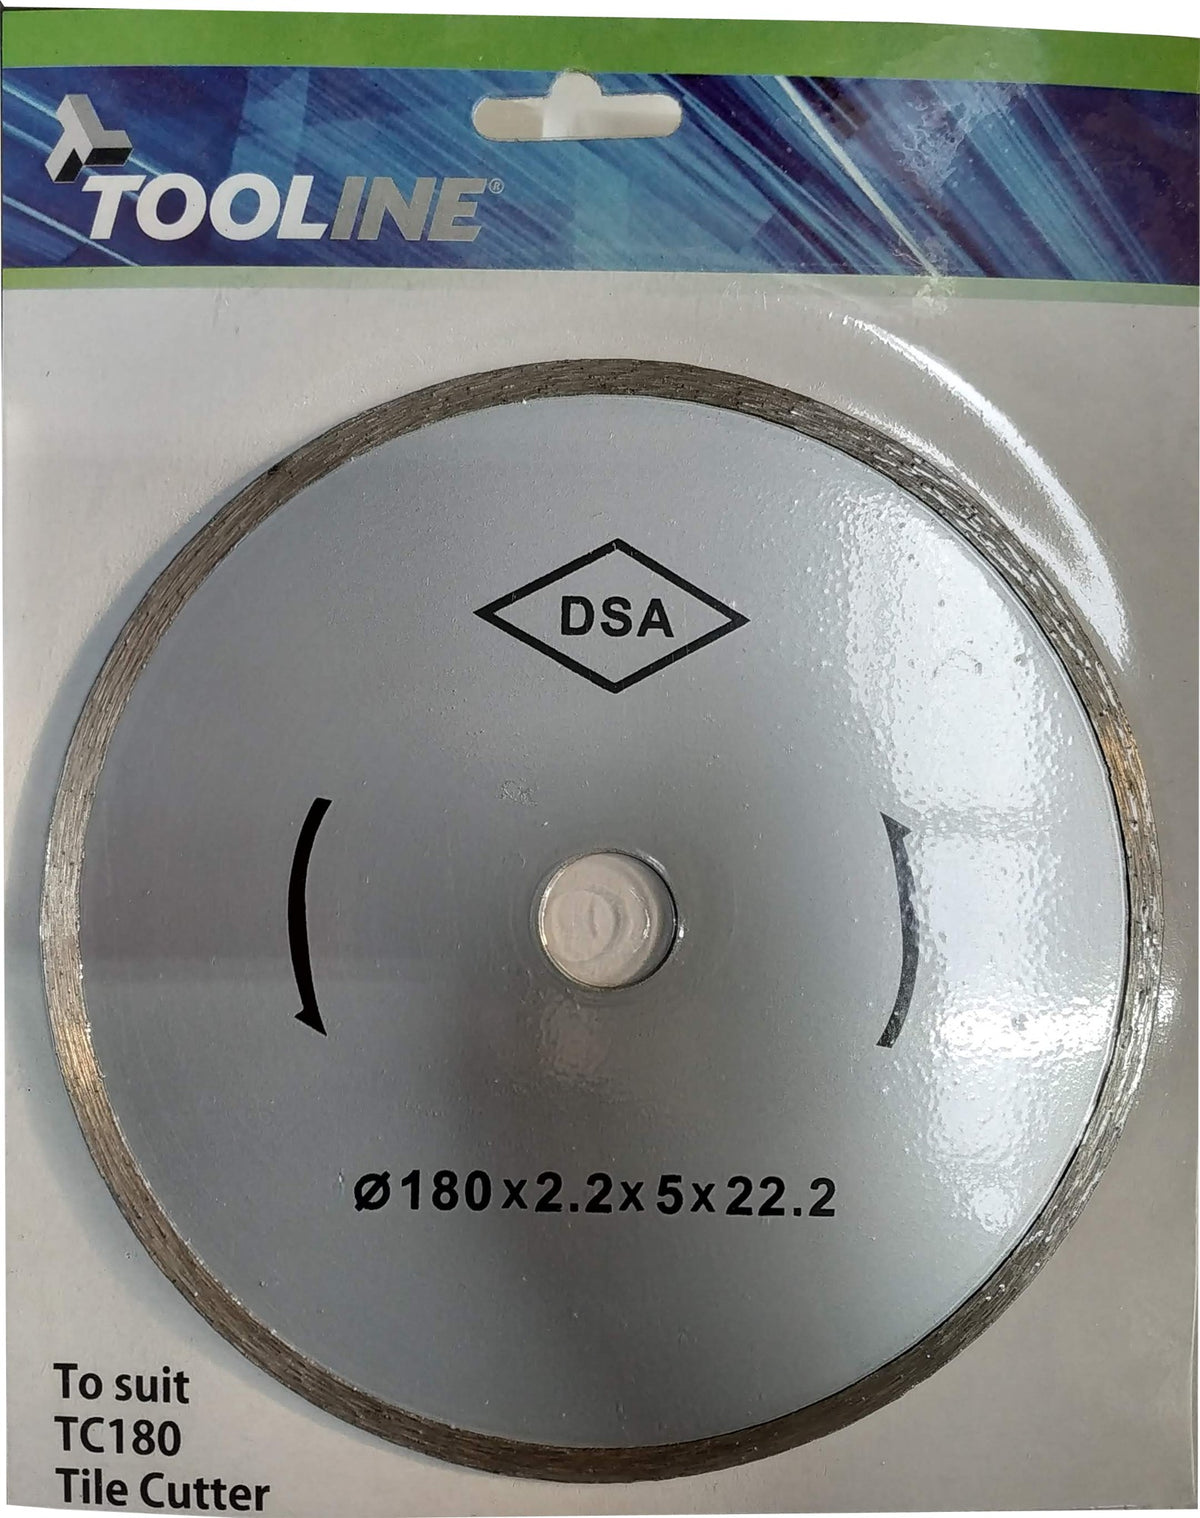 TOOLINE®
DSA
Ø180x2.2x5x22.2
To suit
TC180
Tile Cutter